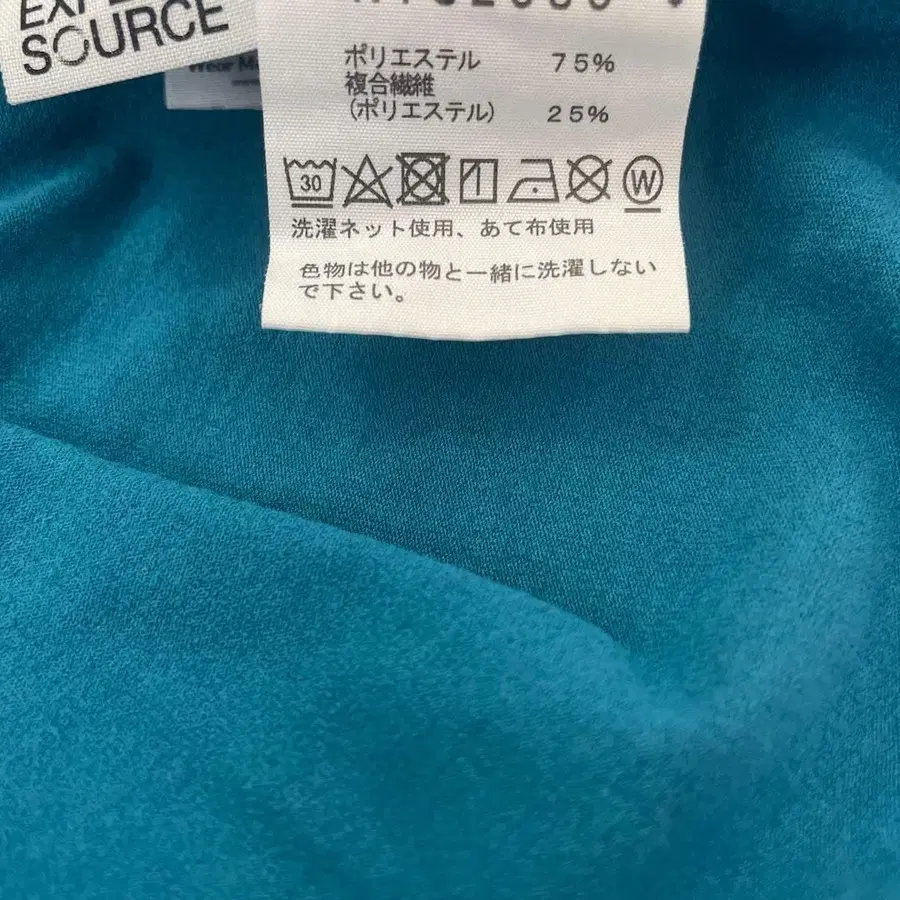 SOURCE
Wear
ポリエステル 75%
複合繊維
(ポリエステル) 25%
30 W
洗濯ネット使用、あて布使用
色物は他の物と一緒に洗濯しない
で下さい。